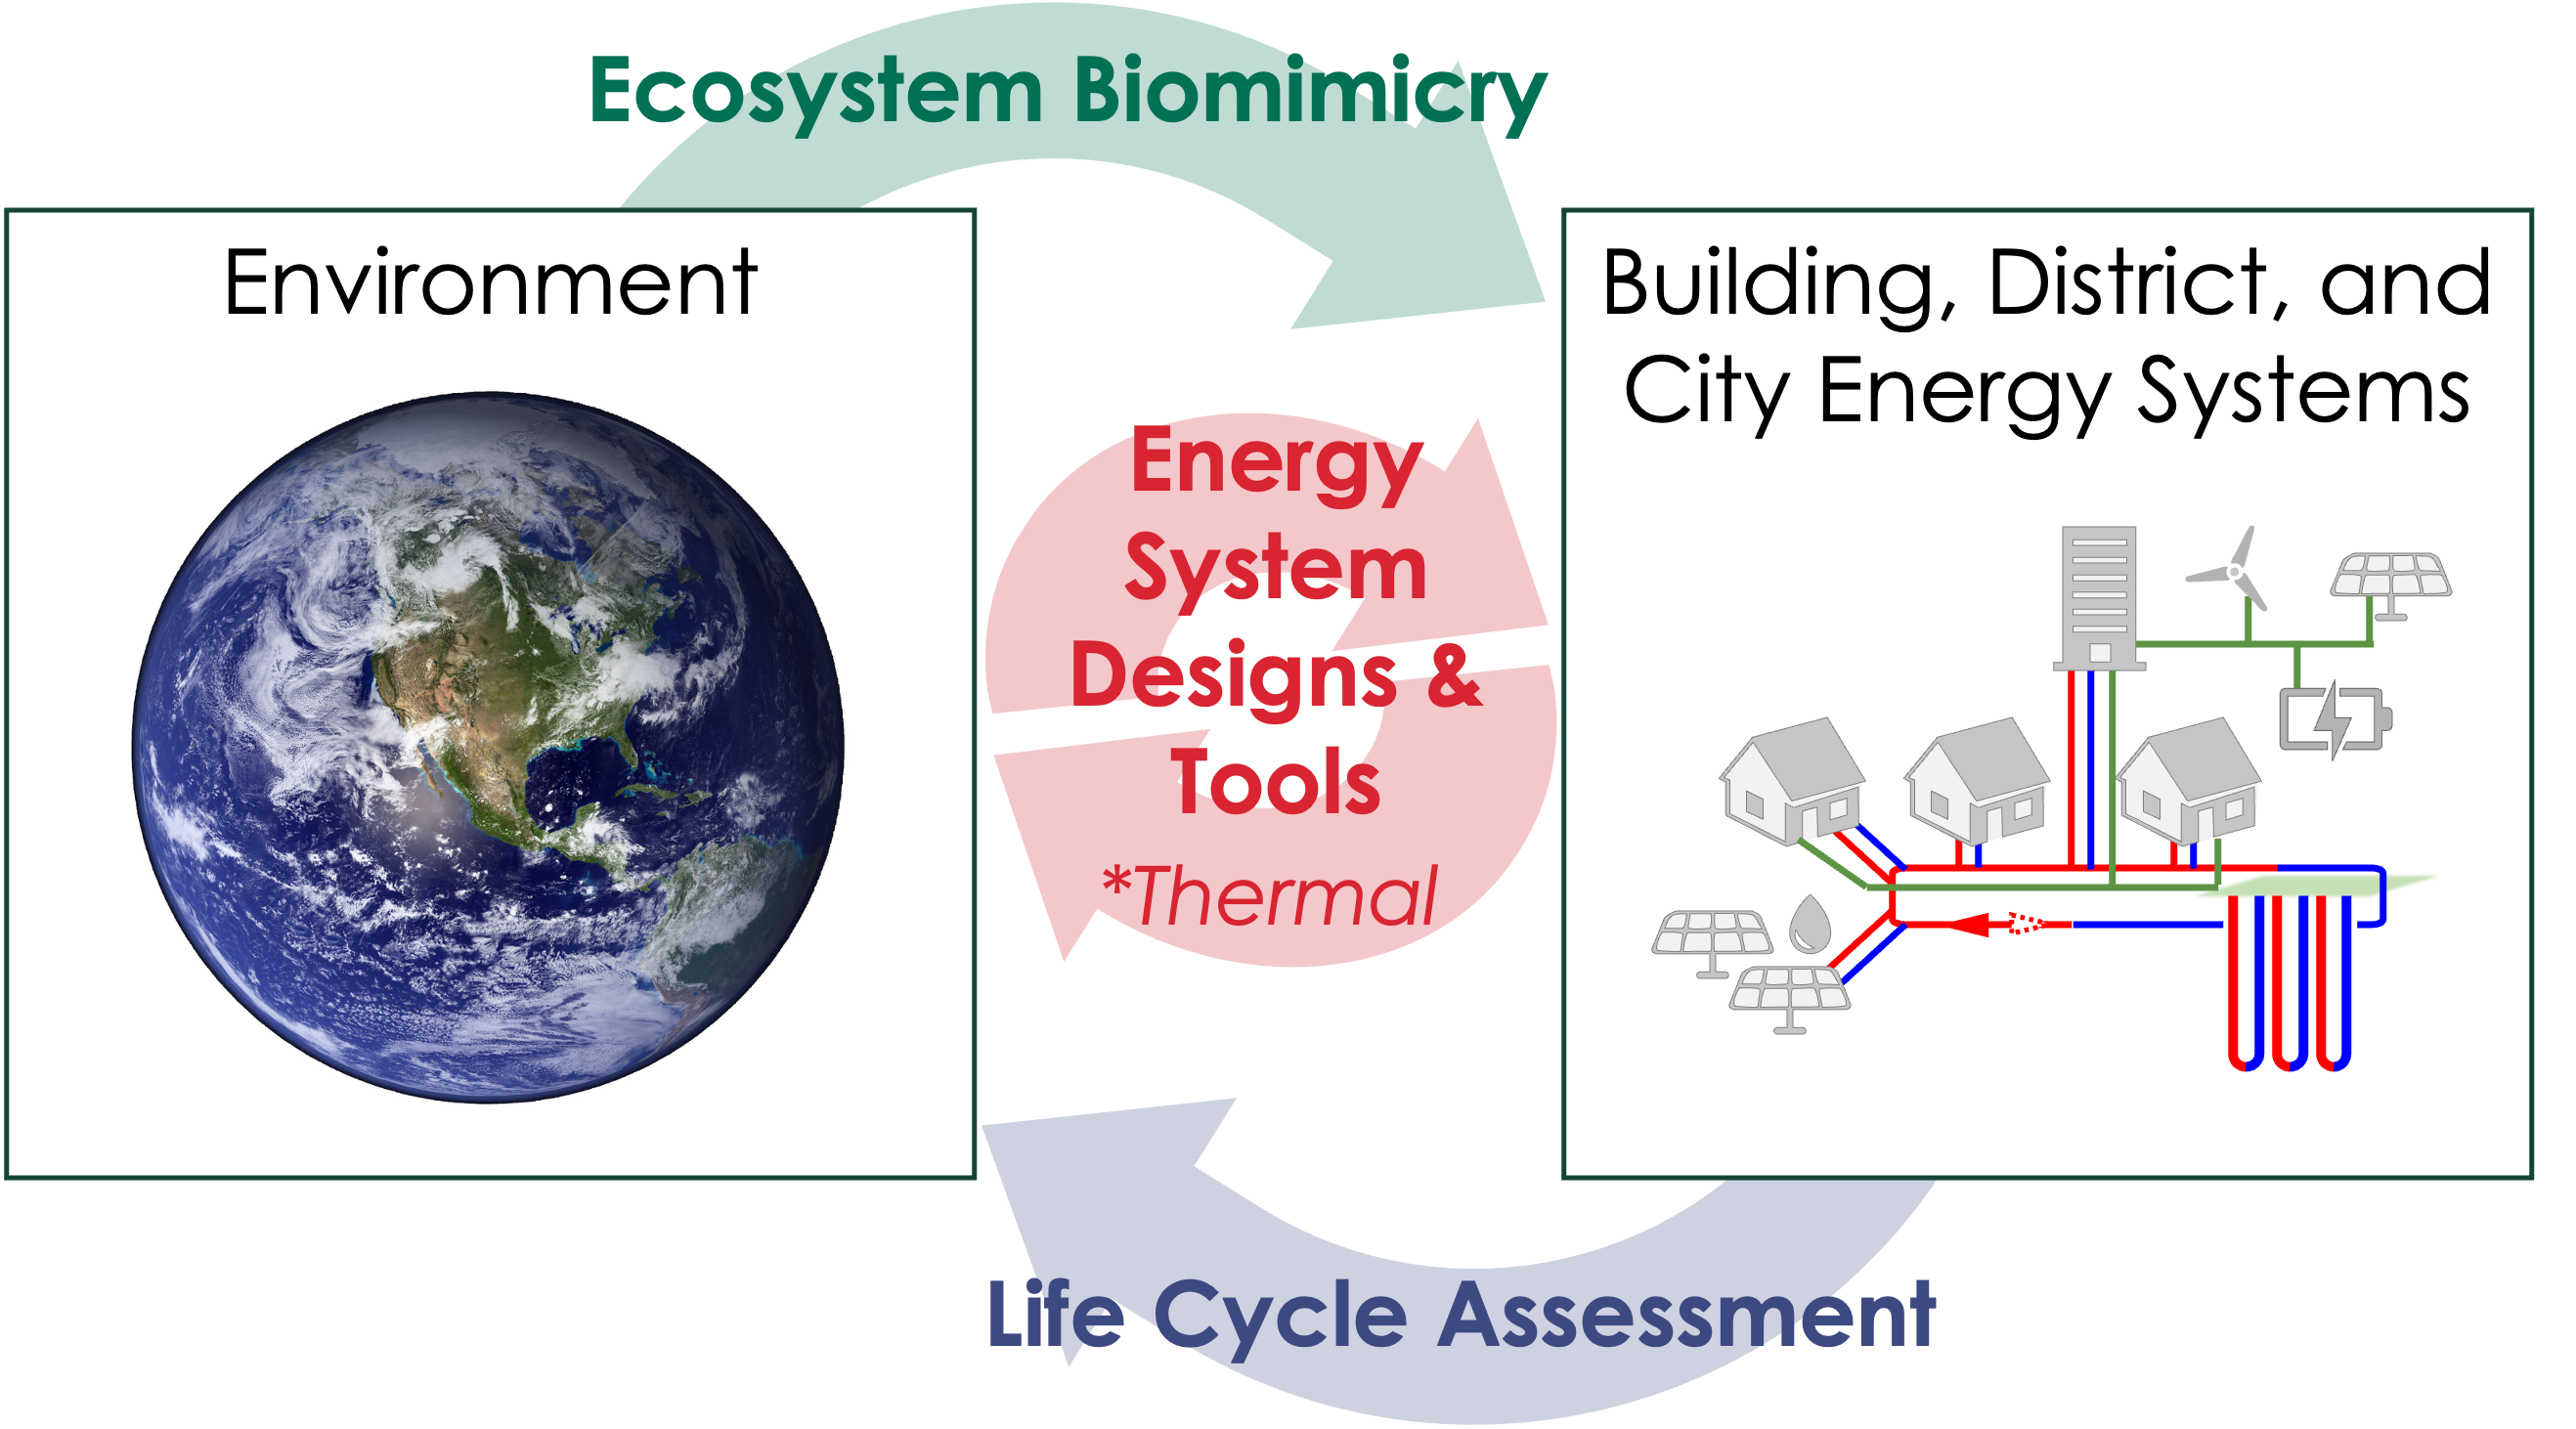 Ecosystem Biomimicry
Environment
Building, District, and
City Energy Systems
Energy
System
Designs &
Tools
*Thermal
Life Cycle Assessment